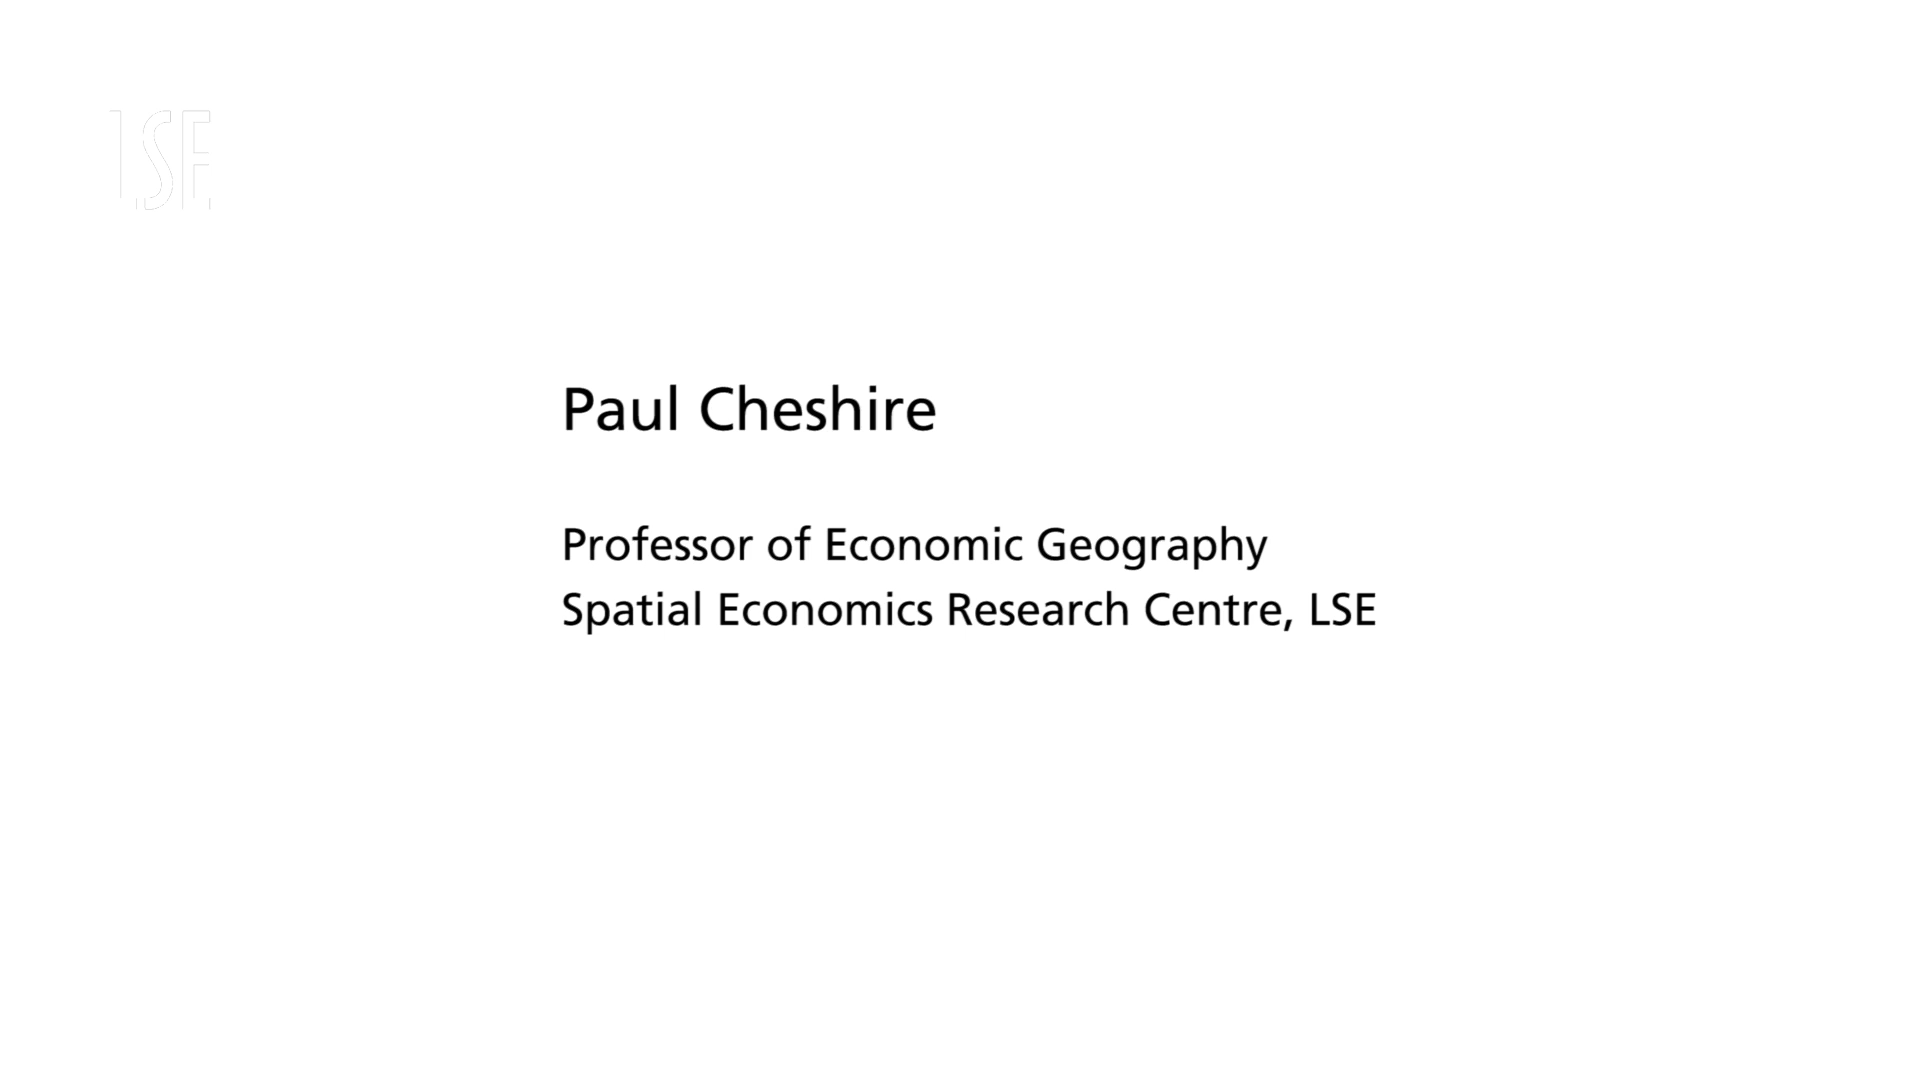 LSE
Paul Cheshire
Professor of Economic Geography
Spatial Economics Research Centre, LSE